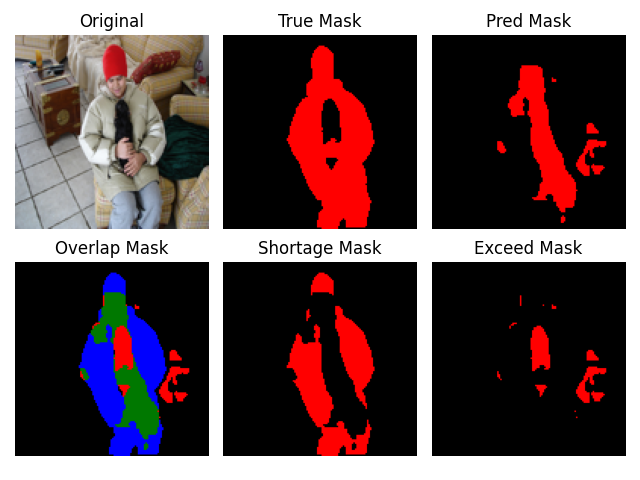 Original
True Mask
Pred Mask
Overlap Mask
Shortage Mask
Exceed Mask